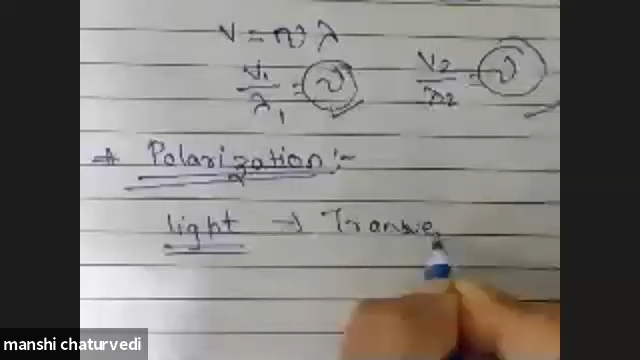 V = ν λ
V₁/λ₁ = ν V₂/λ₂ = ν
* Polarization :-
light → Transve
manshi chaturvedi